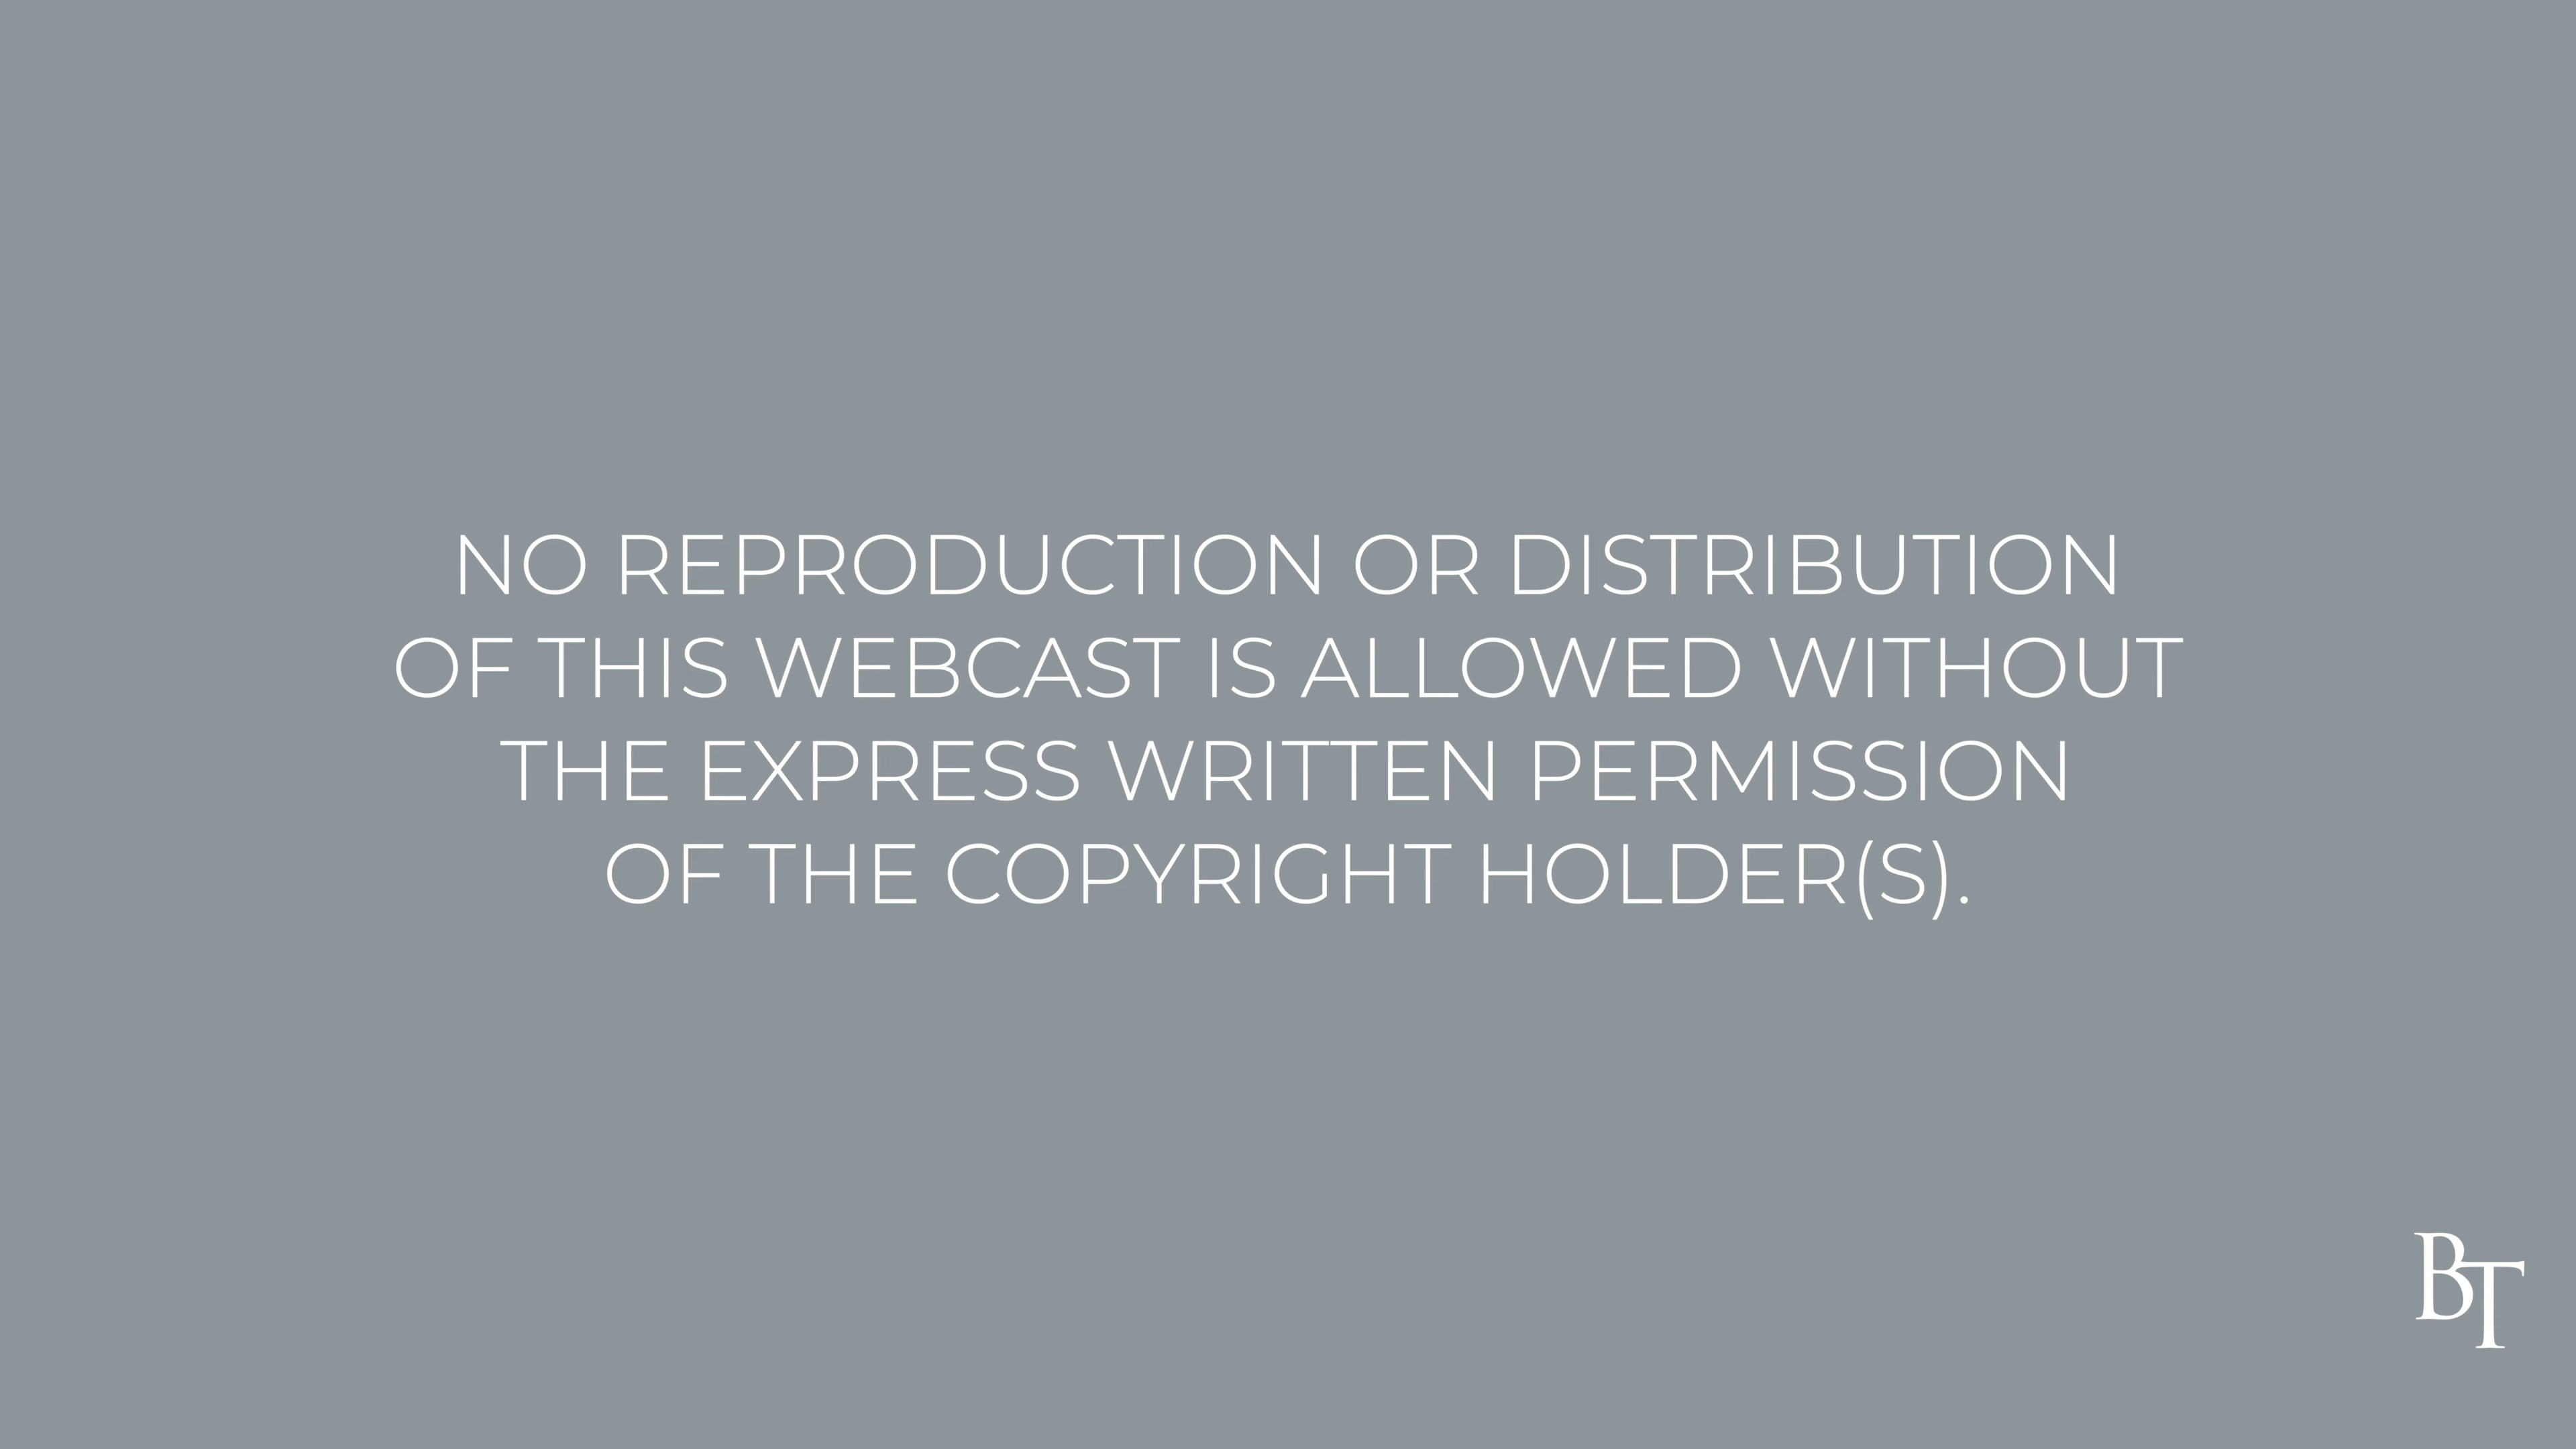 NO REPRODUCTION OR DISTRIBUTION
OF THIS WEBCAST IS ALLOWED WITHOUT
THE EXPRESS WRITTEN PERMISSION
OF THE COPYRIGHT HOLDER(S).
BT